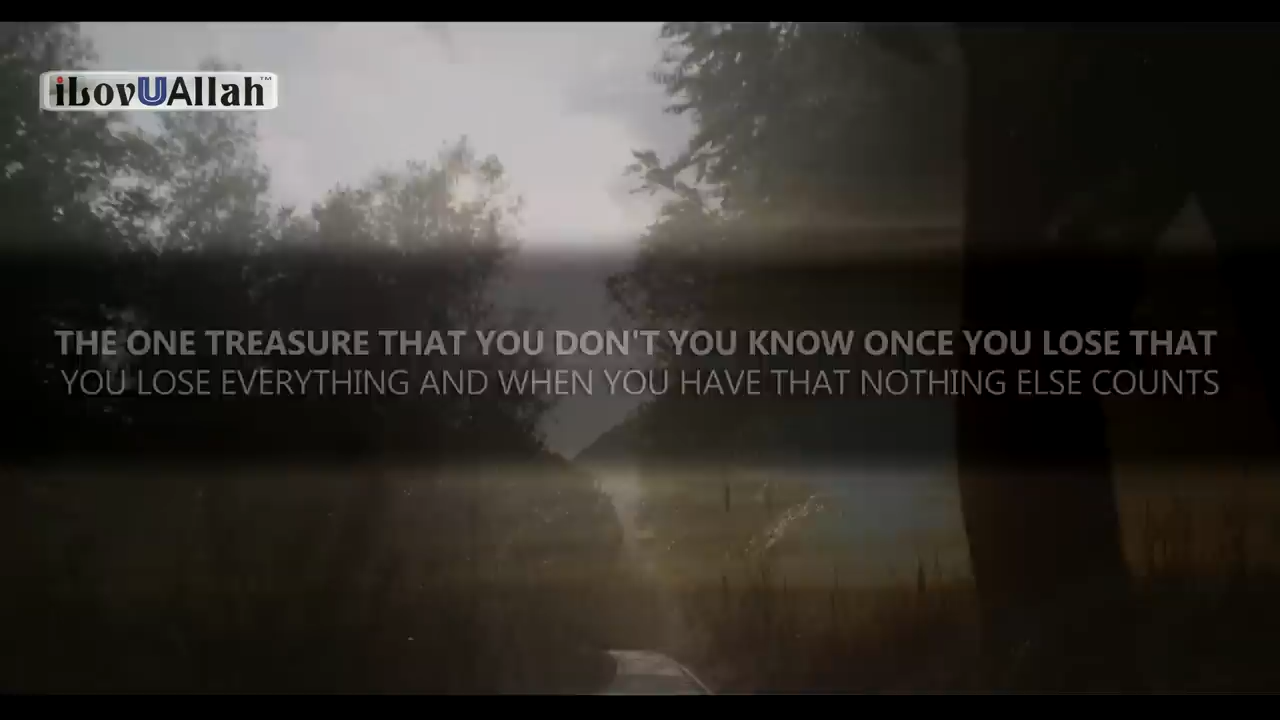 iLovUAllah™
THE ONE TREASURE THAT YOU DON'T YOU KNOW ONCE YOU LOSE THAT
YOU LOSE EVERYTHING AND WHEN YOU HAVE THAT NOTHING ELSE COUNTS